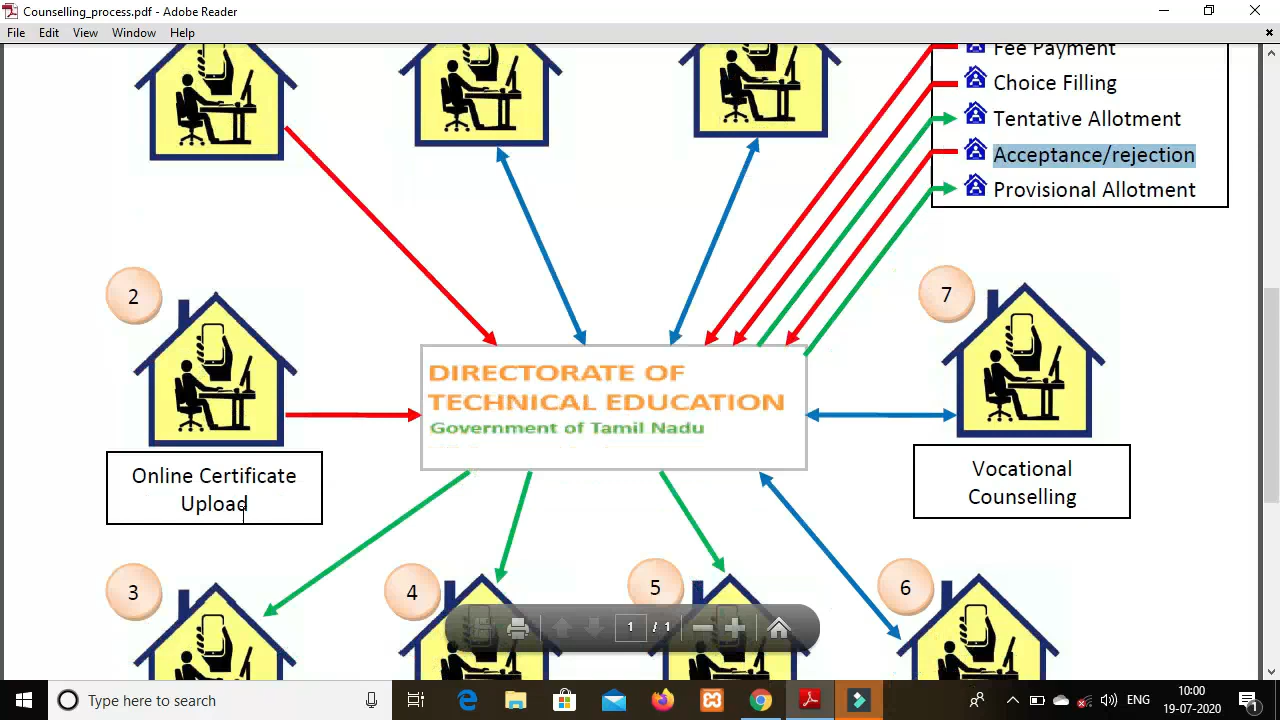 Counselling_process.pdf - Adobe Reader
File Edit View Window Help
Fee Payment
Choice Filling
Tentative Allotment
Acceptance/rejection
Provisional Allotment
2
7
DIRECTORATE OF
TECHNICAL EDUCATION
Government of Tamil Nadu
Online Certificate
Upload
Vocational
Counselling
3
4
5
6
1 / 1
Type here to search
ENG
10:00
19-07-2020
1